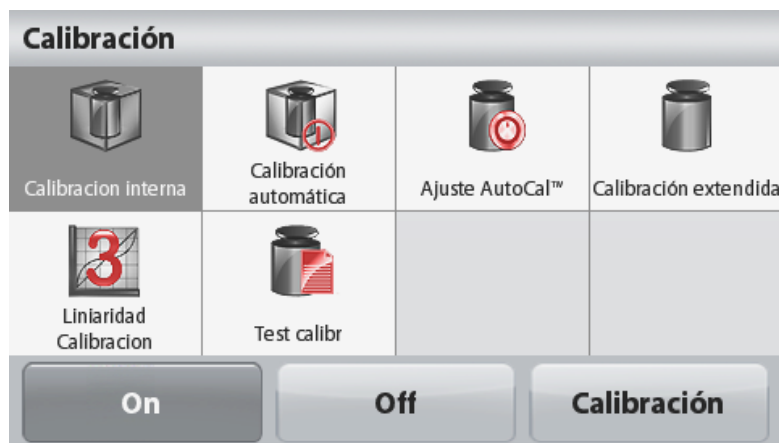 Calibración
Calibracion interna
Calibración
automática
Ajuste AutoCal™
Calibración extendida
3
Liniaridad
Calibracion
Test calibr
On
Off
Calibración